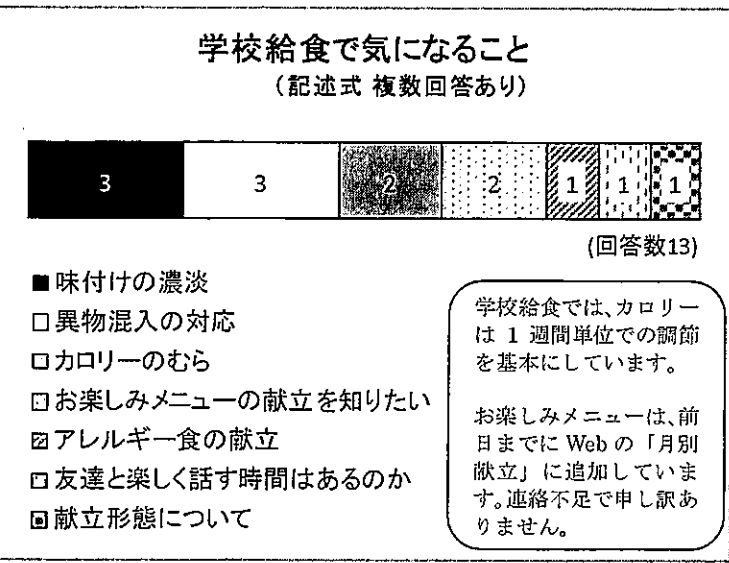 学校給食で気になること
（記述式 複数回答あり）
3 3 2 2 1 1 1
(回答数13)
■味付けの濃淡
□異物混入の対応
□カロリーのむら
□お楽しみメニューの献立を知りたい
□アレルギー食の献立
□友達と楽しく話す時間はあるのか
□献立形態について
学校給食では、カロリー
は 1 週間単位での調節
を基本にしています。
お楽しみメニューは、前
日までに Web の「月別
献立」に追加していま
す。連絡不足で申し訳あ
りません。